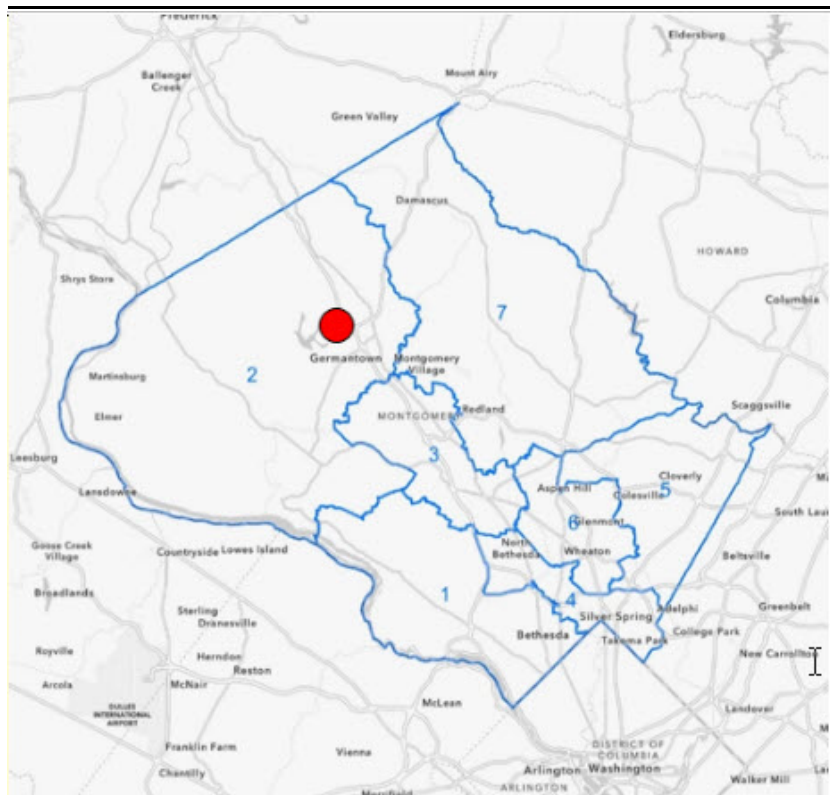 Frederick
Eldersburg
Mount Airy
Ballenger
Creek
Green Valley
Damascus
HOWARD
Shrys Store
Columbia
7
Germantown
Montgomery
Village
2
Martinsburg
Scaggsville
Redland
MONTGOMERY
Elmer
3
Leesburg
Cloverly
5
Aspen Hill
Colesville
Lansdowne
South Lau
6
Glenmont
Goose Creek
Village
Countryside
Lowes Island
North
Bethesda
Wheaton
Beltsville
Broadlands
1
4
Adelphi
Greenbelt
Sterling
Dranesville
Silver Spring
Bethesda
Takoma Park
College Park
Royville
Herndon
New Carrollton
Reston
Arcola
McNair
McLean
Landover
DULLES
INTERNATIONAL
AIRPORT
Franklin Farm
Vienna
DISTRICT OF
COLUMBIA
Chantilly
Arlington
Washington
Walker Mill
ARLINGTON
Merrifield